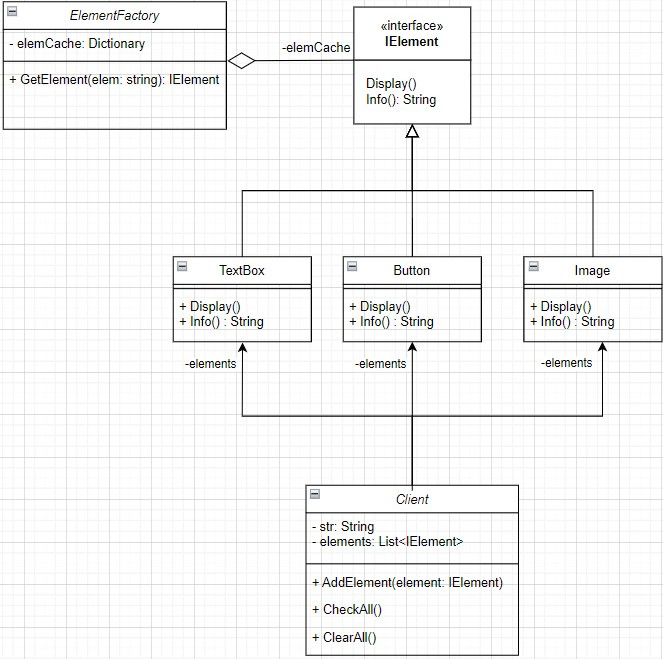 ElementFactory
- elemCache: Dictionary
+ GetElement(elem: string): IElement
-elemCache
«interface»
IElement
Display()
Info(): String
TextBox
+ Display()
+ Info() : String
Button
+ Display()
+ Info() : String
Image
+ Display()
+ Info() : String
-elements
-elements
-elements
Client
- str: String
- elements: List<IElement>
+ AddElement(element: IElement)
+ CheckAll()
+ ClearAll()